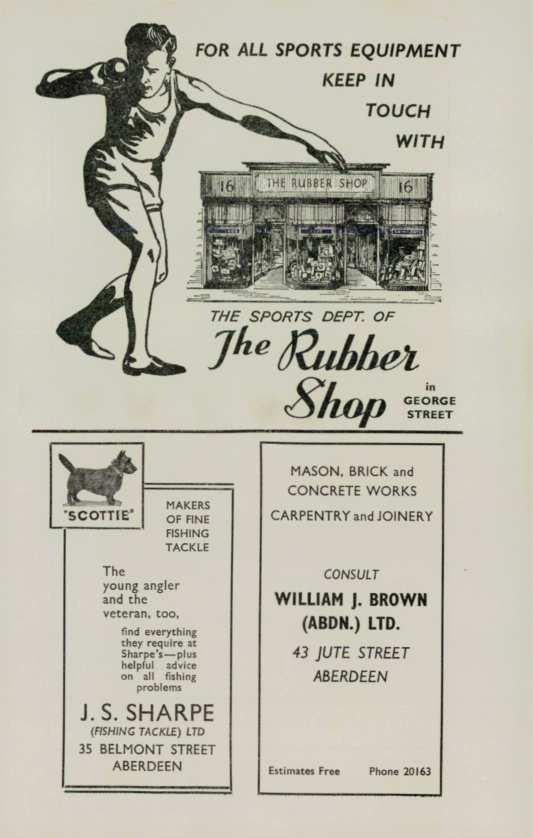 FOR ALL SPORTS EQUIPMENT
KEEP IN
TOUCH
WITH
16
THE RUBBER SHOP
16
THE SPORTS DEPT. OF
The Rubber
Shop
in
GEORGE
STREET
"SCOTTIE"
MAKERS
OF FINE
FISHING
TACKLE
The
young angler
and the
veteran, too,
find everything
they require at
Sharpe's—plus
helpful advice
on all fishing
problems
J. S. SHARPE
(FISHING TACKLE) LTD
35 BELMONT STREET
ABERDEEN
MASON, BRICK and
CONCRETE WORKS
CARPENTRY and JOINERY
CONSULT
WILLIAM J. BROWN
(ABDN.) LTD.
43 JUTE STREET
ABERDEEN
Estimates Free Phone 20163